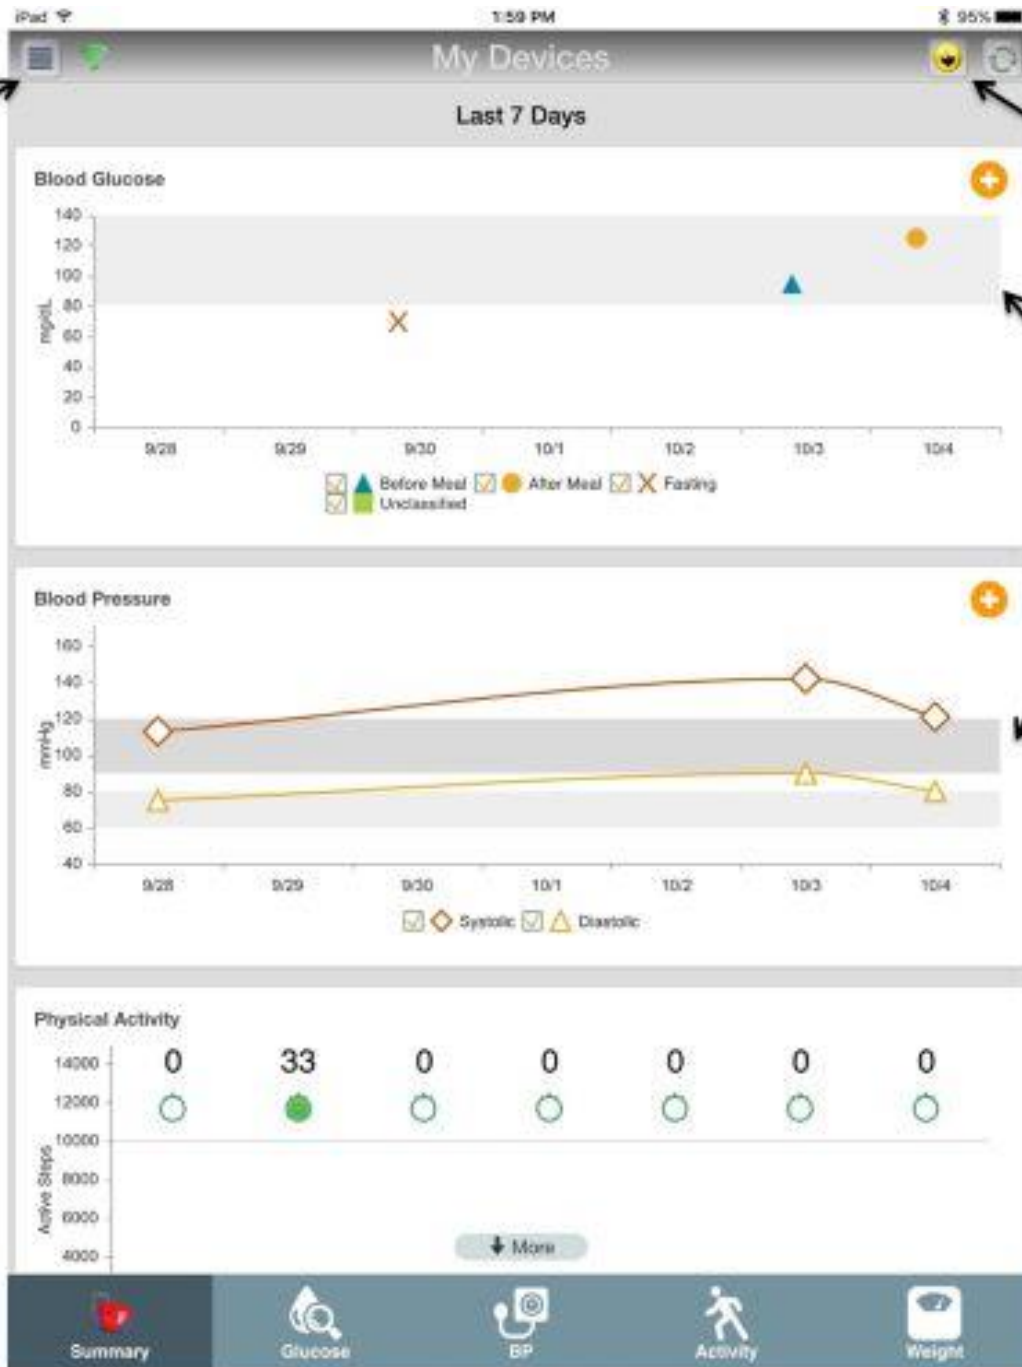 iPad 1:59 PM 95%
My Devices
Last 7 Days
Blood Glucose
140
120
100
80
60
40
20
0
mg/dL
9/28 9/29 9/30 10/1 10/2 10/3 10/4
Before Meal After Meal Fasting
Unclassified
Blood Pressure
160
140
120
100
80
60
40
mmHg
9/28 9/29 9/30 10/1 10/2 10/3 10/4
Systolic Diastolic
Physical Activity
0 33 0 0 0 0 0
14000
12000
10000
8000
6000
4000
Active Steps
More
Summary Glucose BP Activity Weight